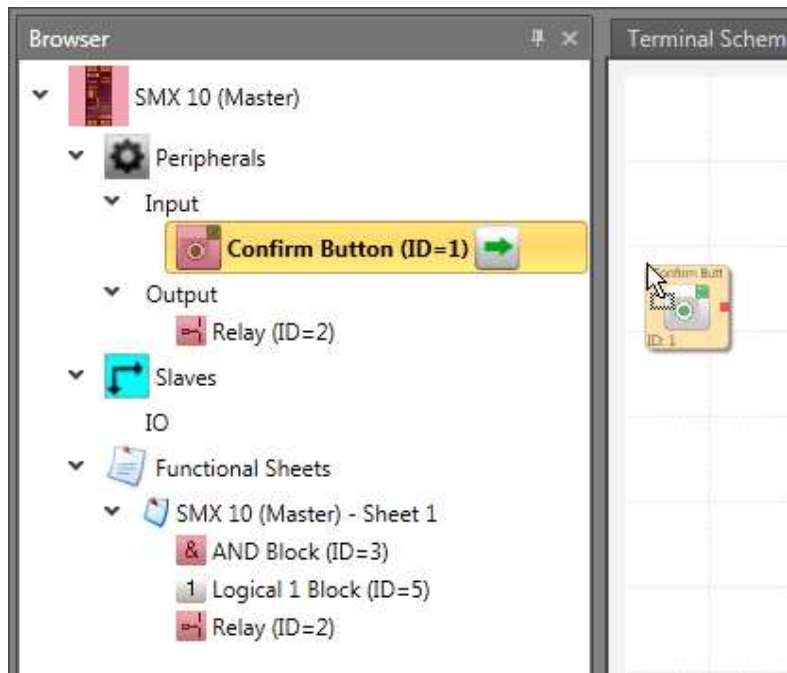 Browser
Terminal Schem
SMX 10 (Master)
Peripherals
Input
Confirm Button (ID=1)
Confirm Butt
ID: 1
Output
Relay (ID=2)
Slaves
IO
Functional Sheets
SMX 10 (Master) - Sheet 1
& AND Block (ID=3)
1 Logical 1 Block (ID=5)
Relay (ID=2)